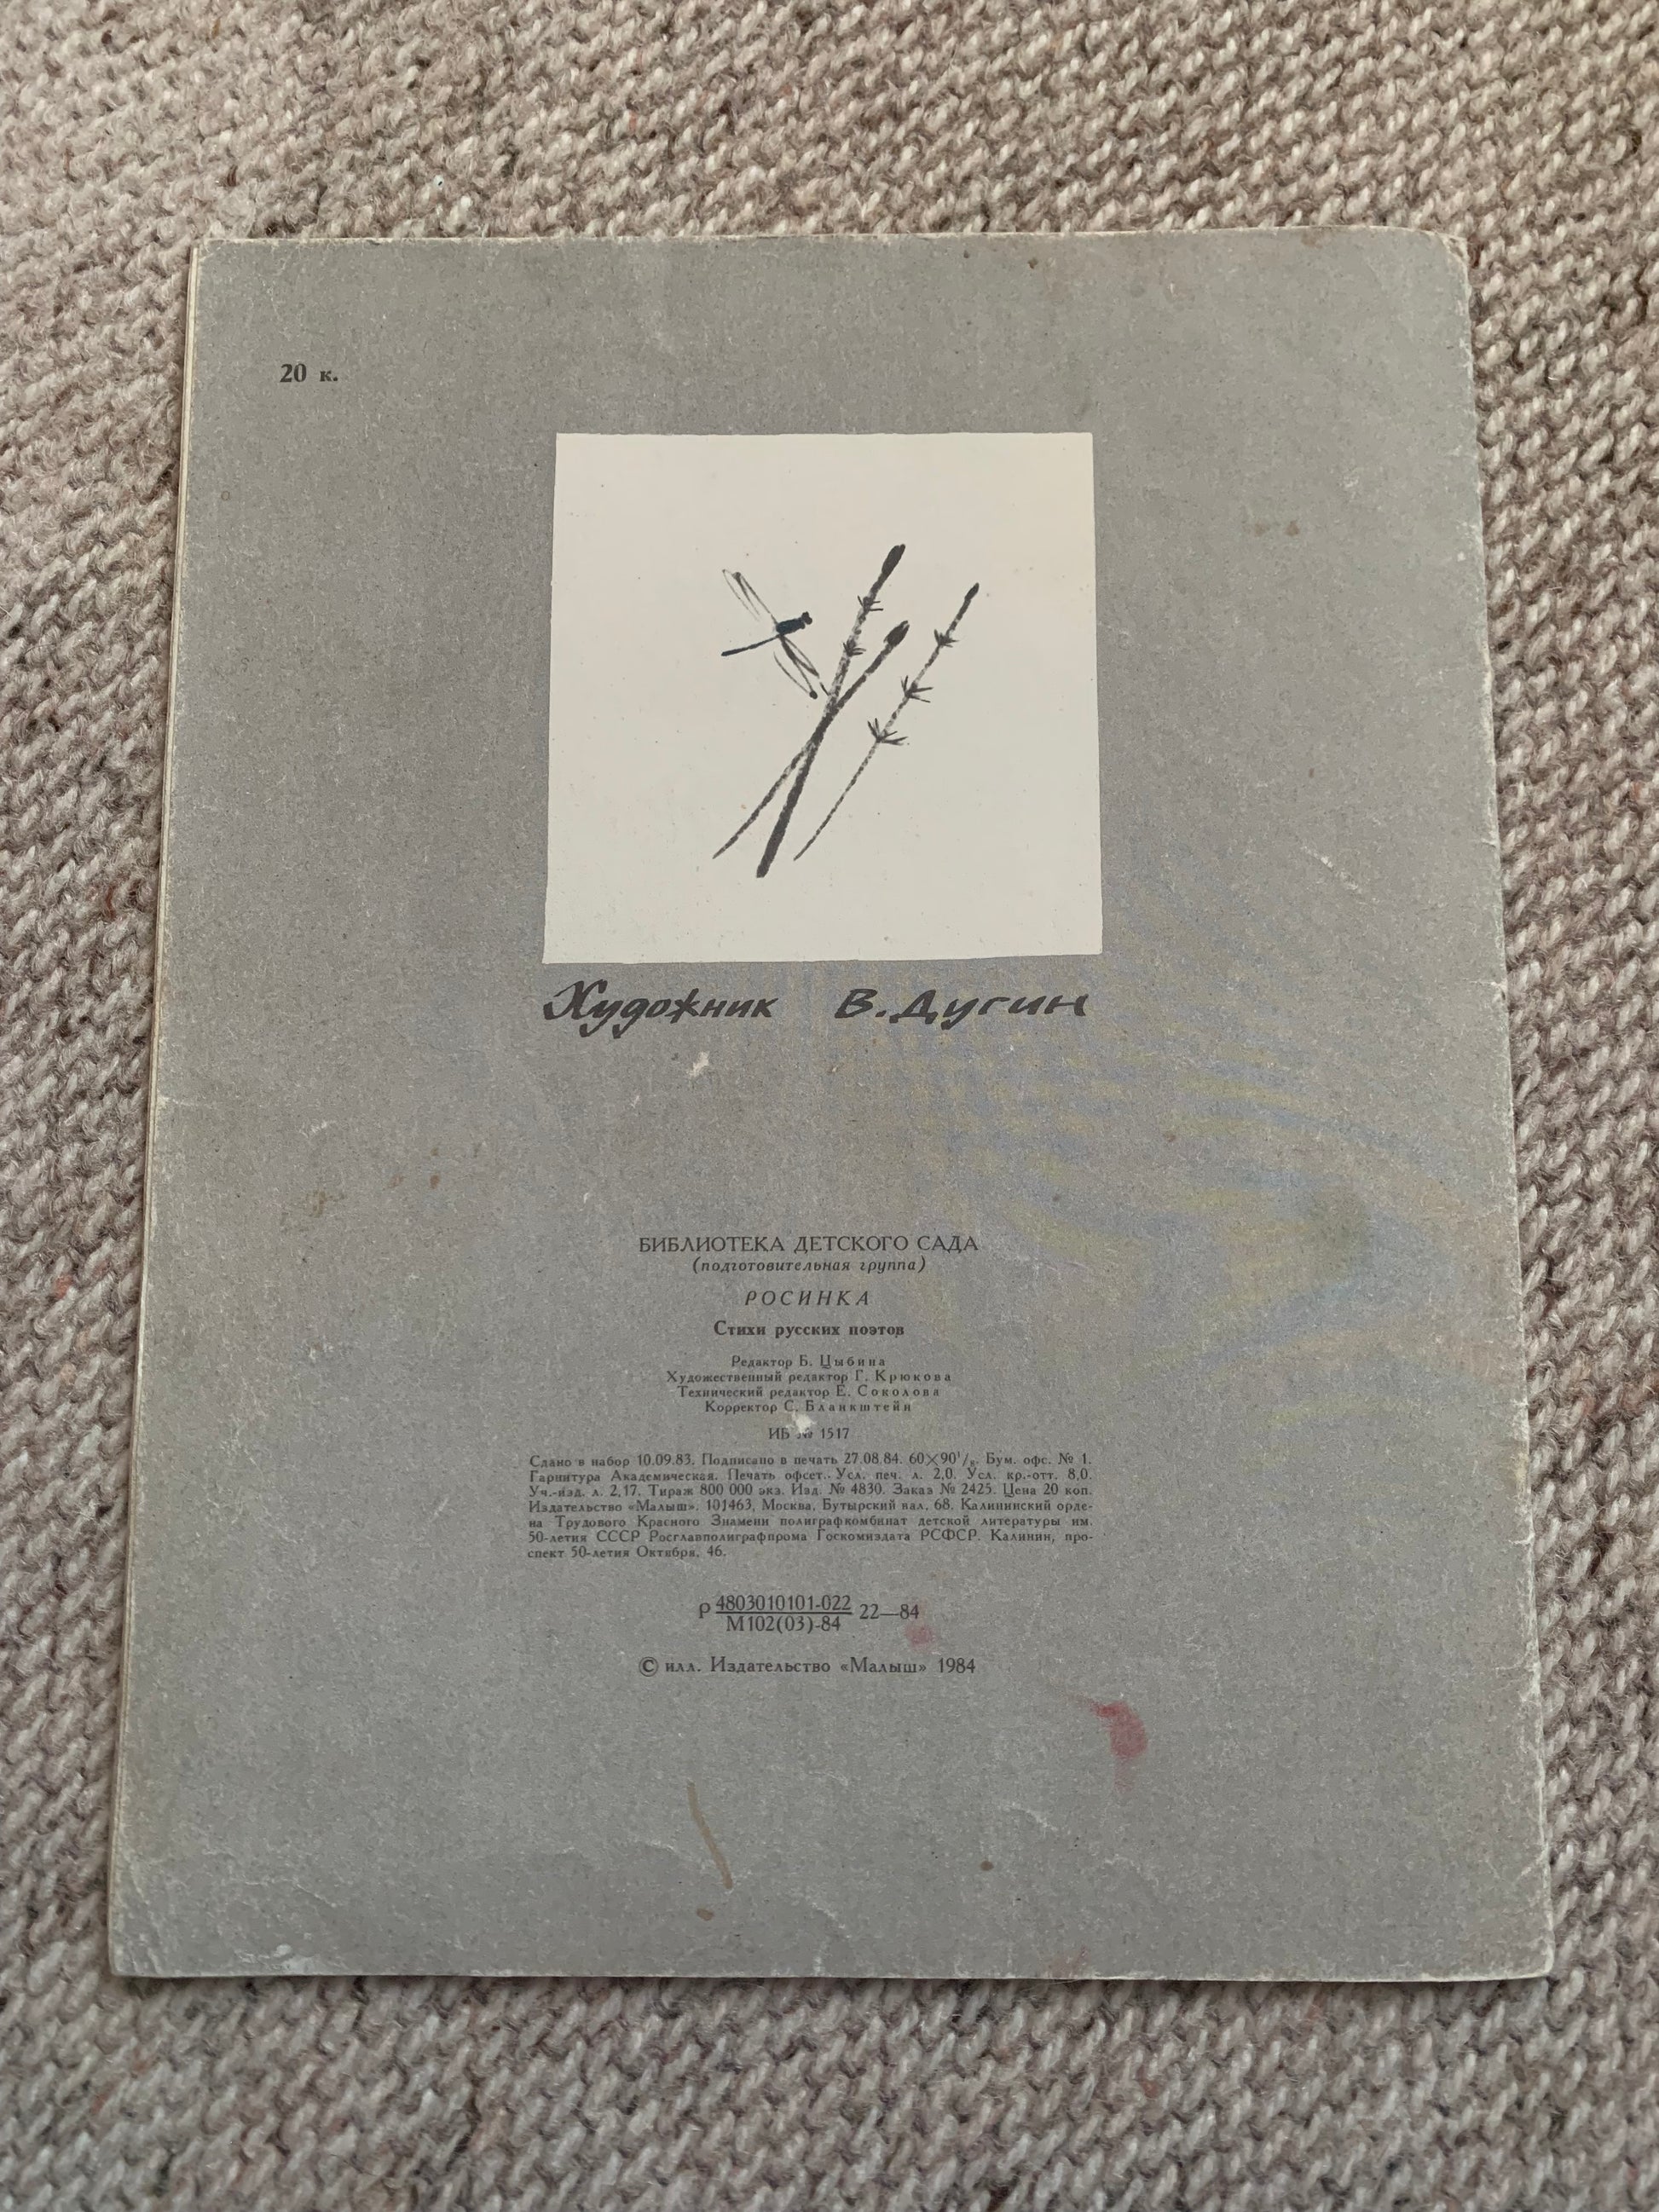 20 к.
Художник В. Дугин
БИБЛИОТЕКА ДЕТСКОГО САДА
(подготовительная группа)
РОСИНКА
Стихи русских поэтов
Редактор Б. Цыбина
Художественный редактор Г. Крюкова
Технический редактор Е. Соколова
Корректор С. Бланкштейн
ИБ № 1517
Сдано в набор 10.09.83. Подписано в печать 27.08.84. 60×90¹/₈. Бум. офс. № 1.
Гарнитура Академическая. Печать офсет. Усл. печ. л. 2,0. Усл. кр.-отт. 8,0.
Уч.-изд. л. 2,17. Тираж 800 000 экз. Изд. № 4830. Заказ № 2425. Цена 20 коп.
Издательство «Малыш». 101463, Москва, Бутырский вал, 68. Калининский орде-
на Трудового Красного Знамени полиграфкомбинат детской литературы им.
50-летия СССР Росглавполиграфпрома Госкомиздата РСФСР. Калинин, про-
спект 50-летия Октября, 46.
Р 4803010101-022 22—84
М102(03)-84
© илл. Издательство «Малыш» 1984